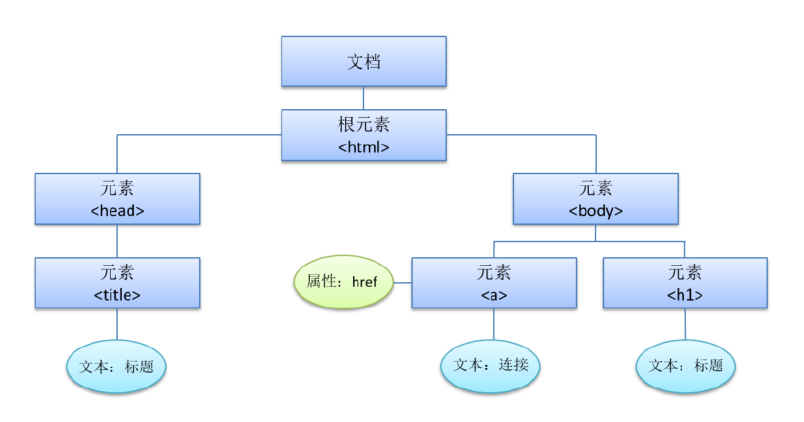 文档
根元素
<html>
元素
<head>
元素
<body>
元素
<title>
属性：href
元素
<a>
元素
<h1>
文本：标题
文本：连接
文本：标题